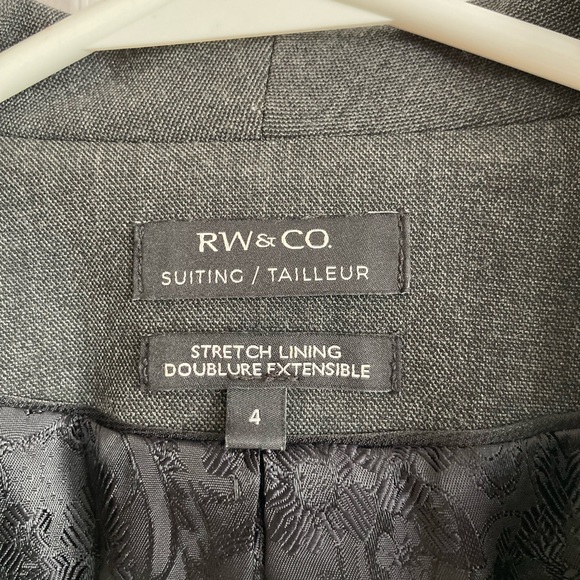 RW&CO.
SUITING / TAILLEUR
STRETCH LINING
DOUBLURE EXTENSIBLE
4